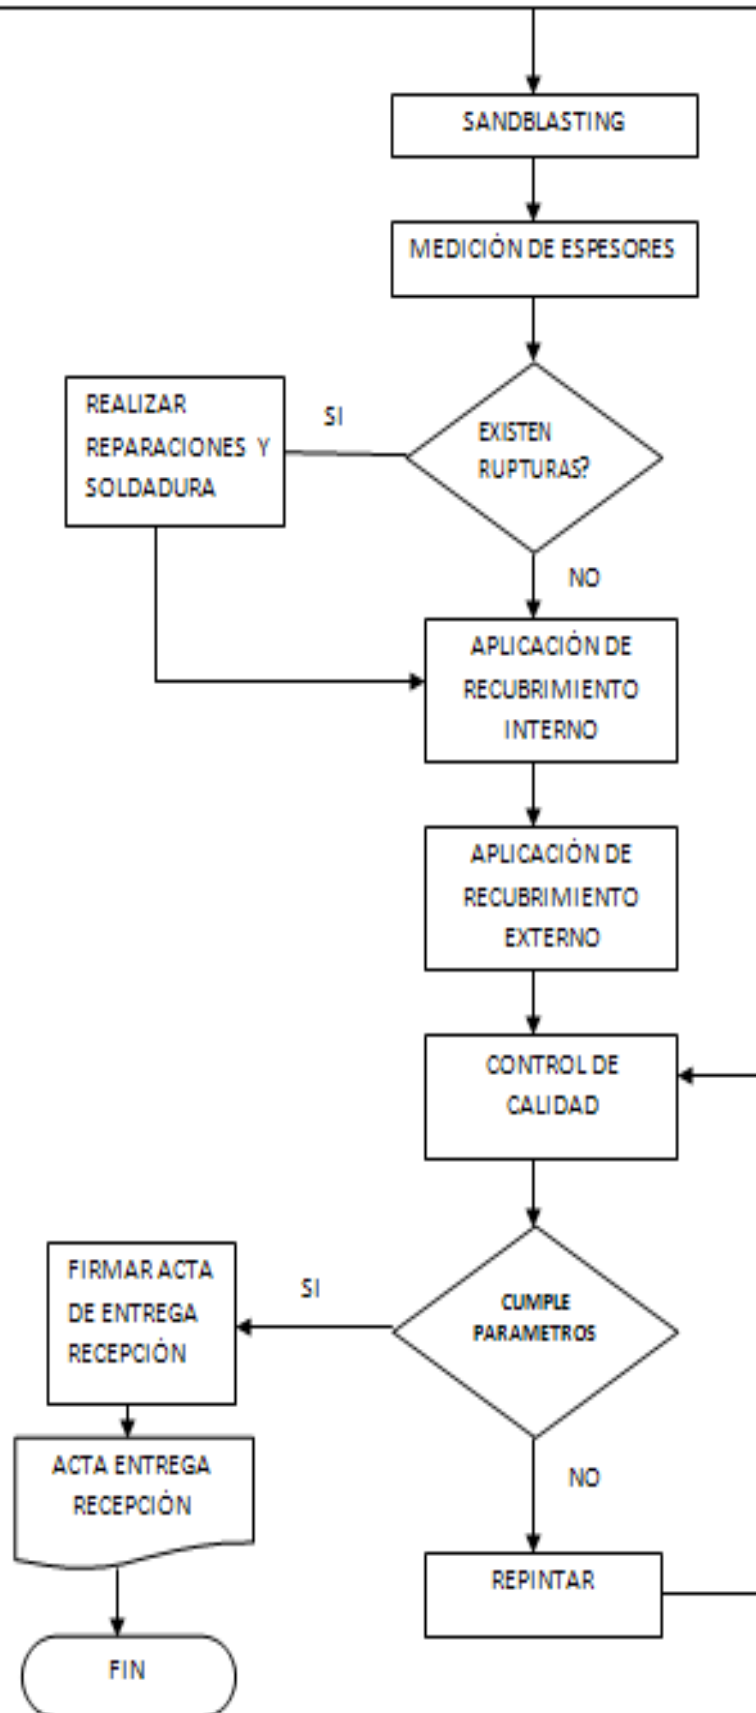 SANDBLASTING
MEDICIÓN DE ESPESORES
REALIZAR
REPARACIONES Y
SOLDADURA
SI
EXISTEN
RUPTURAS?
NO
APLICACIÓN DE
RECUBRIMIENTO
INTERNO
APLICACIÓN DE
RECUBRIMIENTO
EXTERNO
CONTROL DE
CALIDAD
FIRMAR ACTA
DE ENTREGA
RECEPCIÓN
SI
CUMPLE
PARAMETROS
ACTA ENTREGA
RECEPCIÓN
NO
REPINTAR
FIN